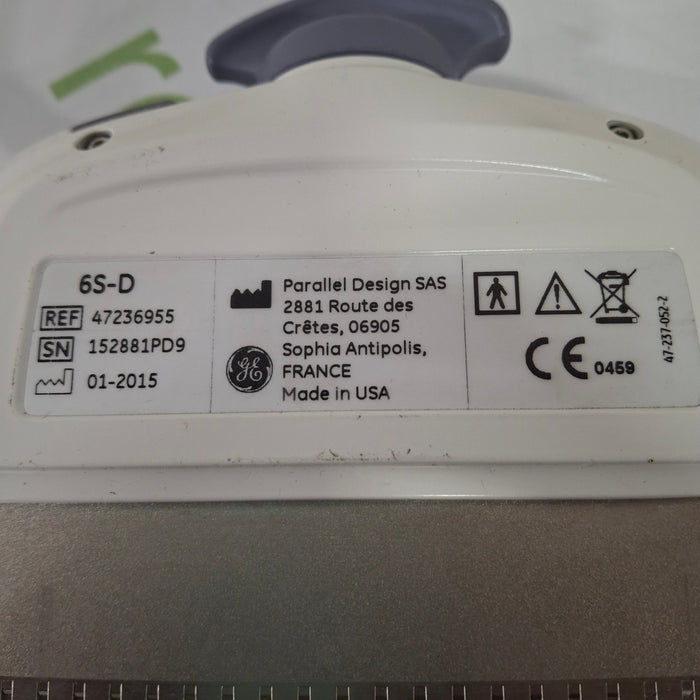 6S-D
REF 47236955
SN 152881PD9
01-2015
Parallel Design SAS
2881 Route des
Crêtes, 06905
Sophia Antipolis,
FRANCE
Made in USA
GE
CE 0459
47-237-052-2
r